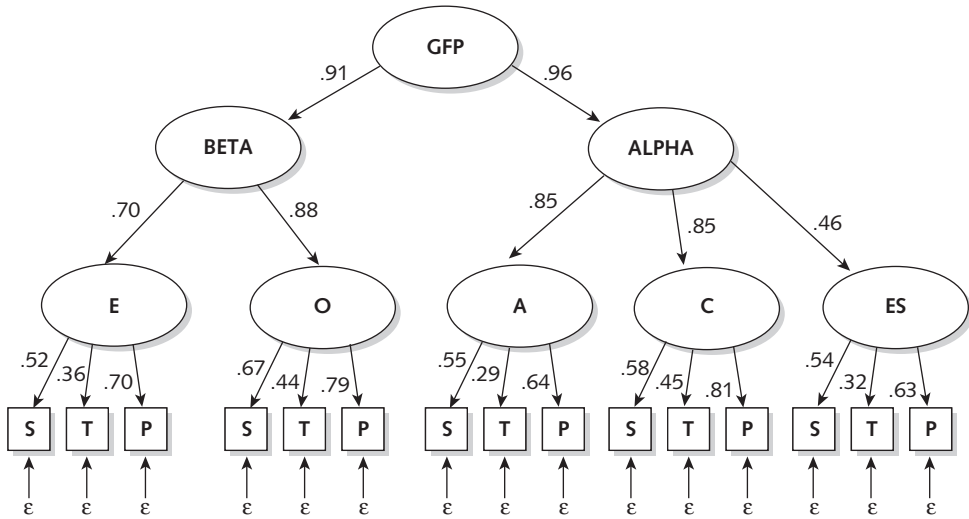 GFP
.91 .96
BETA ALPHA
.70 .88 .85 .85 .46
E O A C ES
.52 .36 .70 .67 .44 .79 .55 .29 .64 .58 .45 .81 .54 .32 .63
S T P S T P S T P S T P S T P
ε ε ε ε ε ε ε ε ε ε ε ε ε ε ε